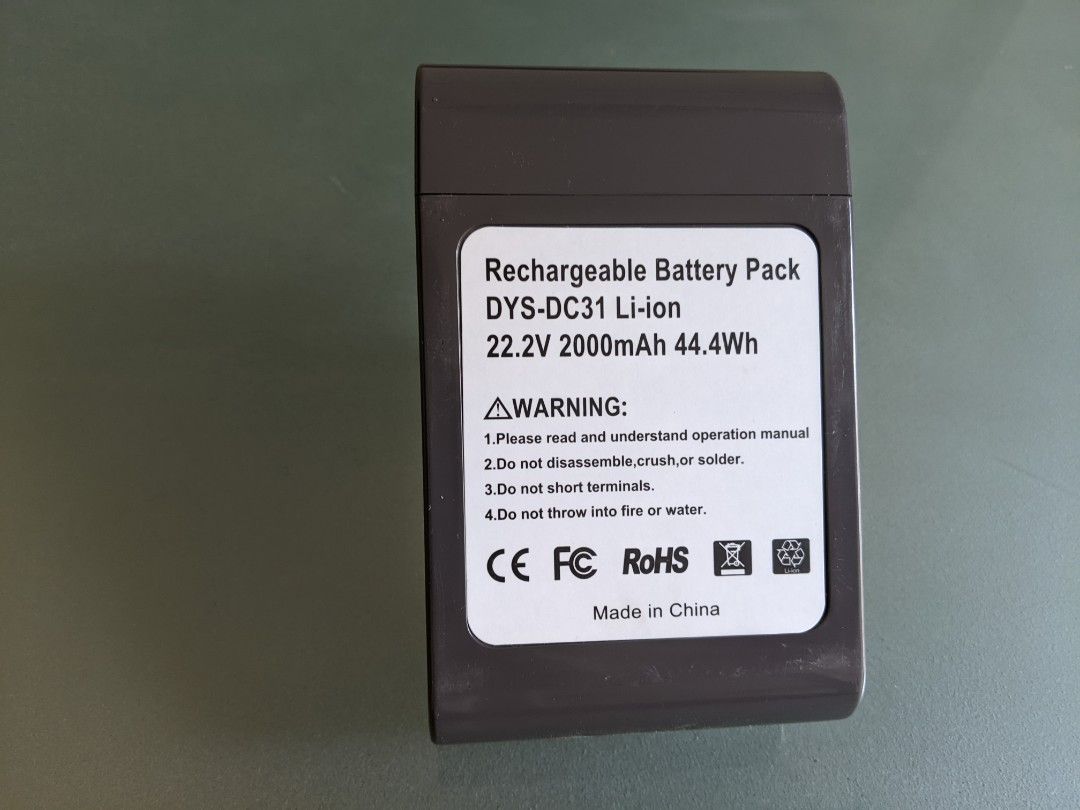 Rechargeable Battery Pack
DYS-DC31 Li-ion
22.2V 2000mAh 44.4Wh
⚠WARNING:
1.Please read and understand operation manual
2.Do not disassemble,crush,or solder.
3.Do not short terminals.
4.Do not throw into fire or water.
CE FC RoHS Li-ion
Made in China